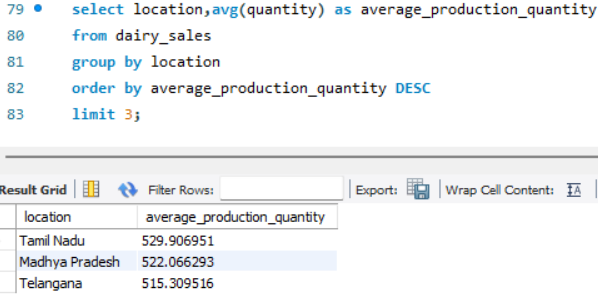 79 select location,avg(quantity) as average_production_quantity
80 from dairy_sales
81 group by location
82 order by average_production_quantity DESC
83 limit 3;
Result Grid Filter Rows: Export: Wrap Cell Content: IA
location average_production_quantity
Tamil Nadu 529.906951
Madhya Pradesh 522.066293
Telangana 515.309516